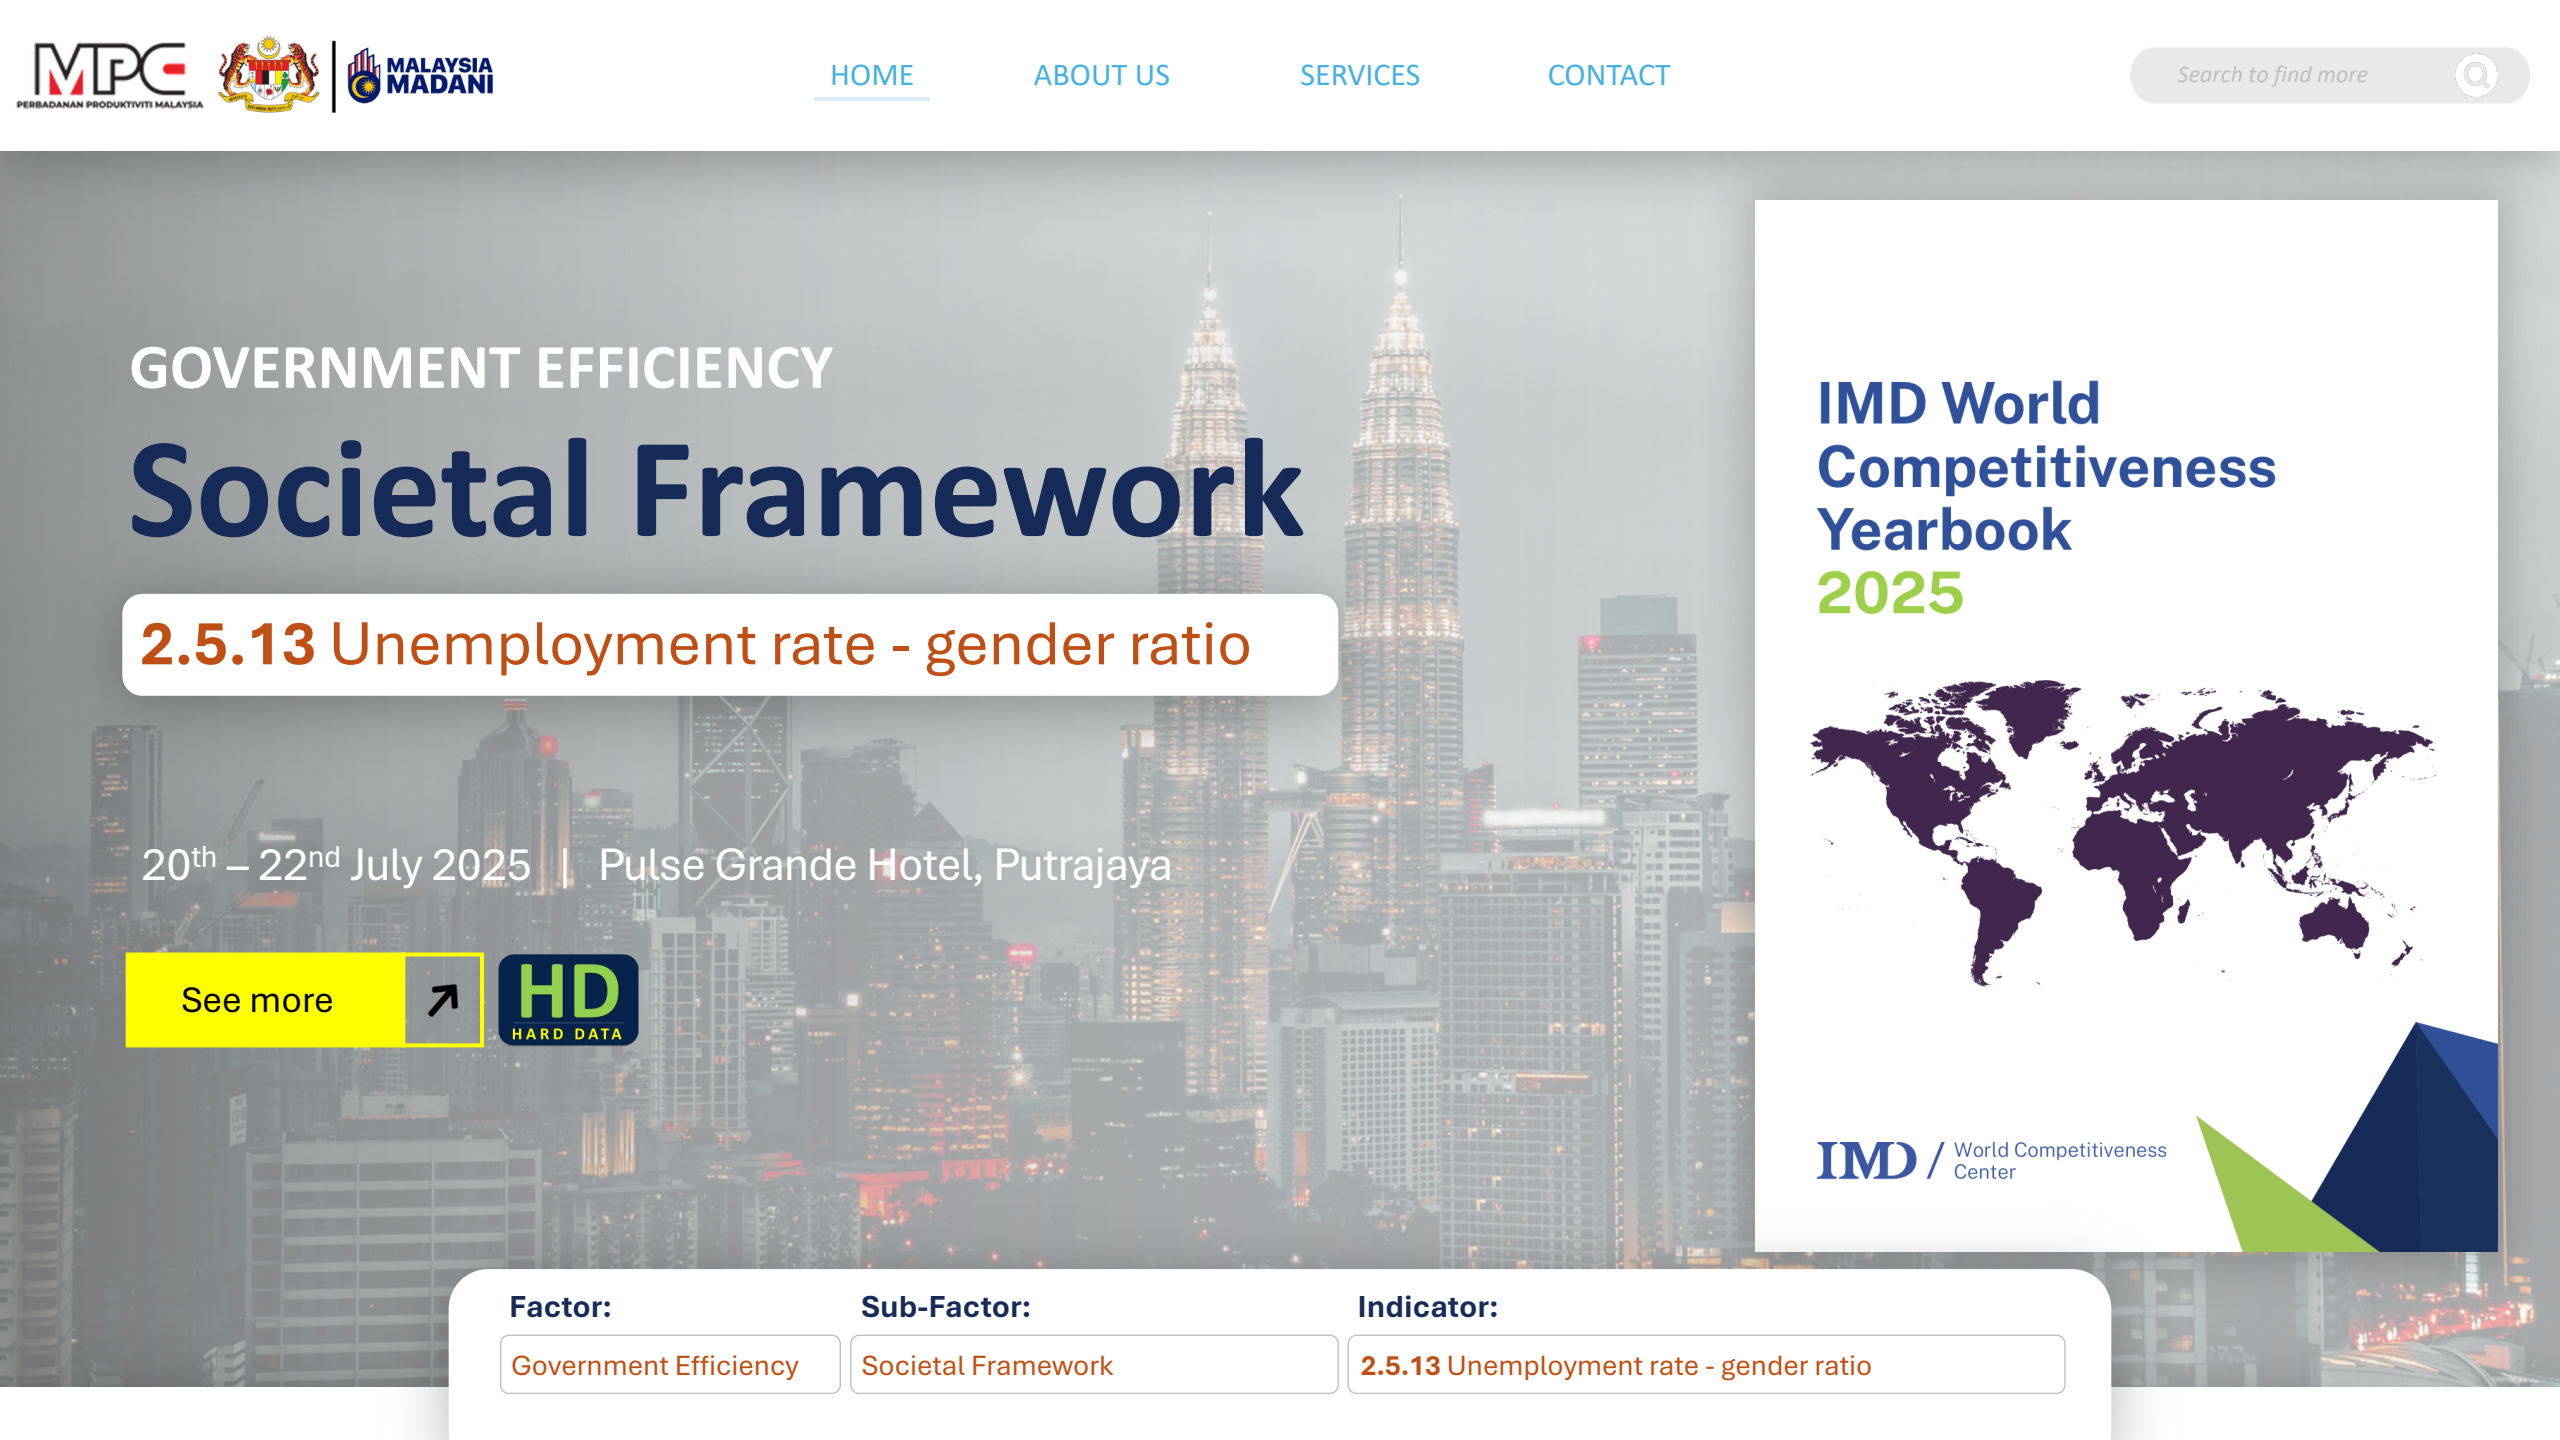 MPC
PERBADANAN PRODUKTIVITI MALAYSIA
MALAYSIA
MADANI
HOME
ABOUT US
SERVICES
CONTACT
Search to find more
GOVERNMENT EFFICIENCY
Societal Framework
2.5.13 Unemployment rate - gender ratio
20th – 22nd July 2025 | Pulse Grande Hotel, Putrajaya
See more
HD
HARD DATA
IMD World
Competitiveness
Yearbook
2025
IMD / World Competitiveness
Center
Factor:
Government Efficiency
Sub-Factor:
Societal Framework
Indicator:
2.5.13 Unemployment rate - gender ratio